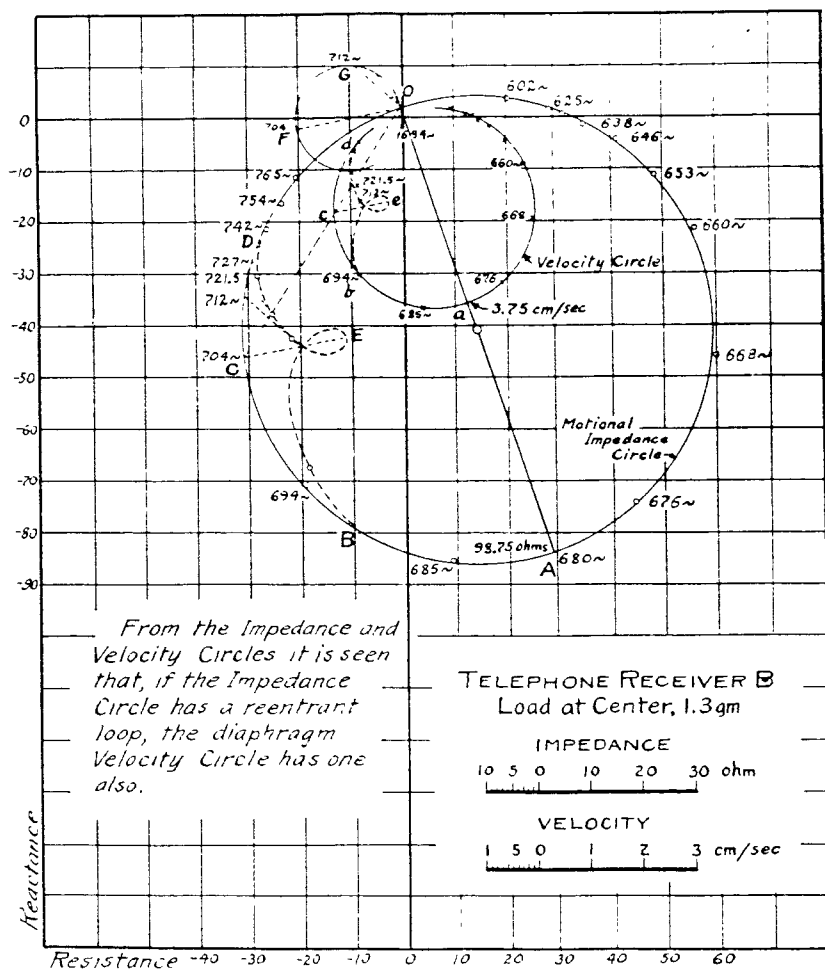 712~
G
O
602~
625~
0
704
F
1694~
638~
646~
d
660~
653~
-10
765~
721.5
712~
e
754~
c
668
660~
-20
742~
D
727~
694~
b
676
Velocity Circle
-30
721.5
712~
685~
a
3.75 cm/sec
-40
E
704~
C
668~
-50
-60
Motional
Impedance
Circle
-70
694~
676~
-80
B
98.75 ohms
A
680~
685~
-90
From the Impedance and
Velocity Circles it is seen
that, if the Impedance
Circle has a reentrant
loop, the diaphragm
Velocity Circle has one
also.
TELEPHONE RECEIVER B
Load at Center, 1.3gm
IMPEDANCE
10 5 0 10 20 30 ohm
VELOCITY
1 5 0 1 2 3 cm/sec
Reactance
Resistance -40 -30 -20 -10 0 10 20 30 40 50 60